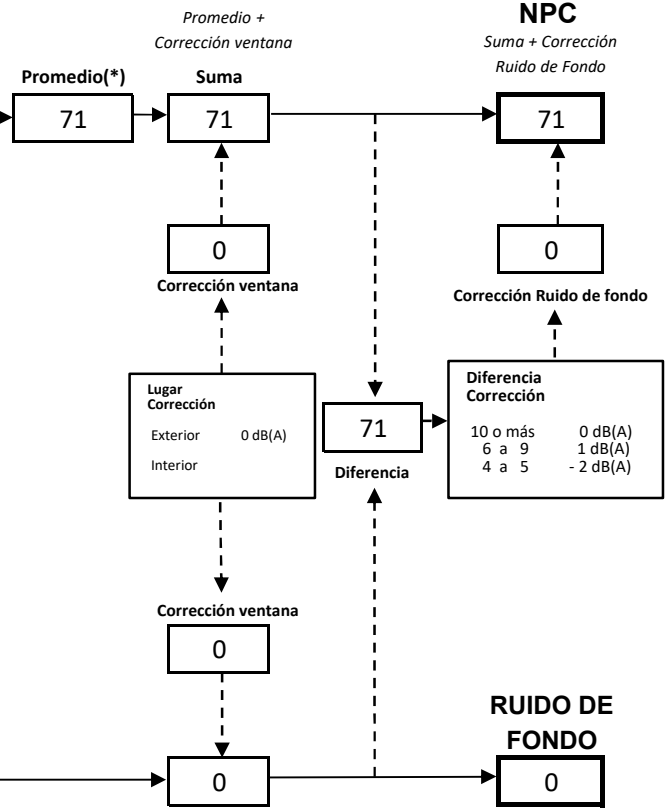 Promedio +
Corrección ventana
NPC
Suma + Corrección
Ruido de Fondo
Promedio(*)
Suma
71
71
71
0
0
Corrección ventana
Corrección Ruido de fondo
Lugar
Corrección
Exterior 0 dB(A)
Interior
71
Diferencia
Diferencia
Corrección
10 o más 0 dB(A)
6 a 9 1 dB(A)
4 a 5 - 2 dB(A)
Corrección ventana
0
RUIDO DE
FONDO
0
0